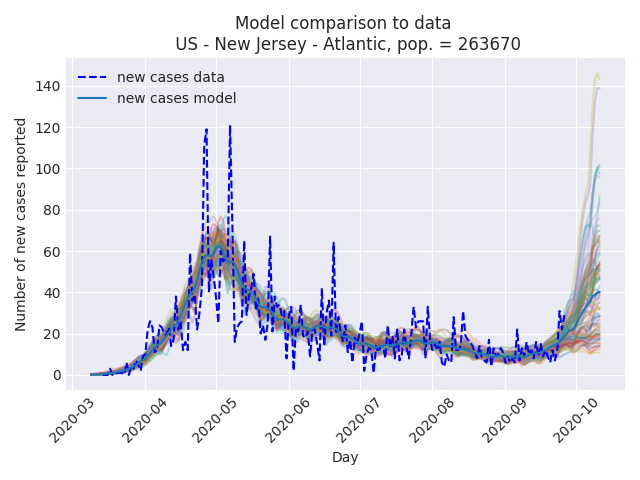 Model comparison to data
US - New Jersey - Atlantic, pop. = 263670
new cases data
new cases model
Number of new cases reported
140
120
100
80
60
40
20
0
2020-03
2020-04
2020-05
2020-06
2020-07
2020-08
2020-09
2020-10
Day